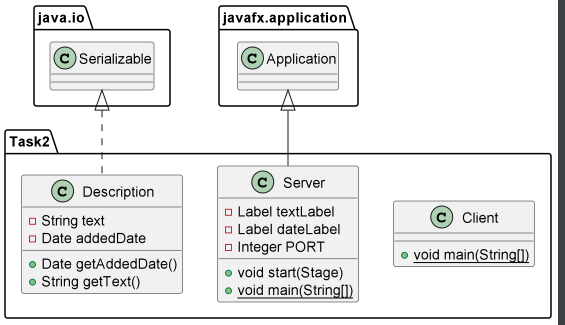 java.io
C Serializable
javafx.application
C Application
Task2
C Description
String text
Date addedDate
Date getAddedDate()
String getText()
C Server
Label textLabel
Label dateLabel
Integer PORT
void start(Stage)
void main(String[])
C Client
void main(String[])